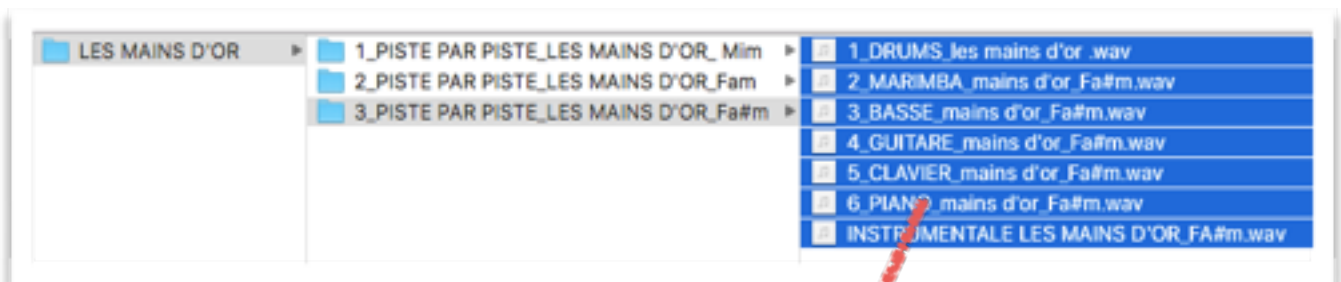 LES MAINS D'OR
1_PISTE PAR PISTE_LES MAINS D'OR_ Mim
2_PISTE PAR PISTE_LES MAINS D'OR_Fam
3_PISTE PAR PISTE_LES MAINS D'OR_Fa#m
1_DRUMS_les mains d'or .wav
2_MARIMBA_mains d'or_Fa#m.wav
3_BASSE_mains d'or_Fa#m.wav
4_GUITARE_mains d'or_Fa#m.wav
5_CLAVIER_mains d'or_Fa#m.wav
6_PIANO_mains d'or_Fa#m.wav
INSTRUMENTALE LES MAINS D'OR_FA#m.wav